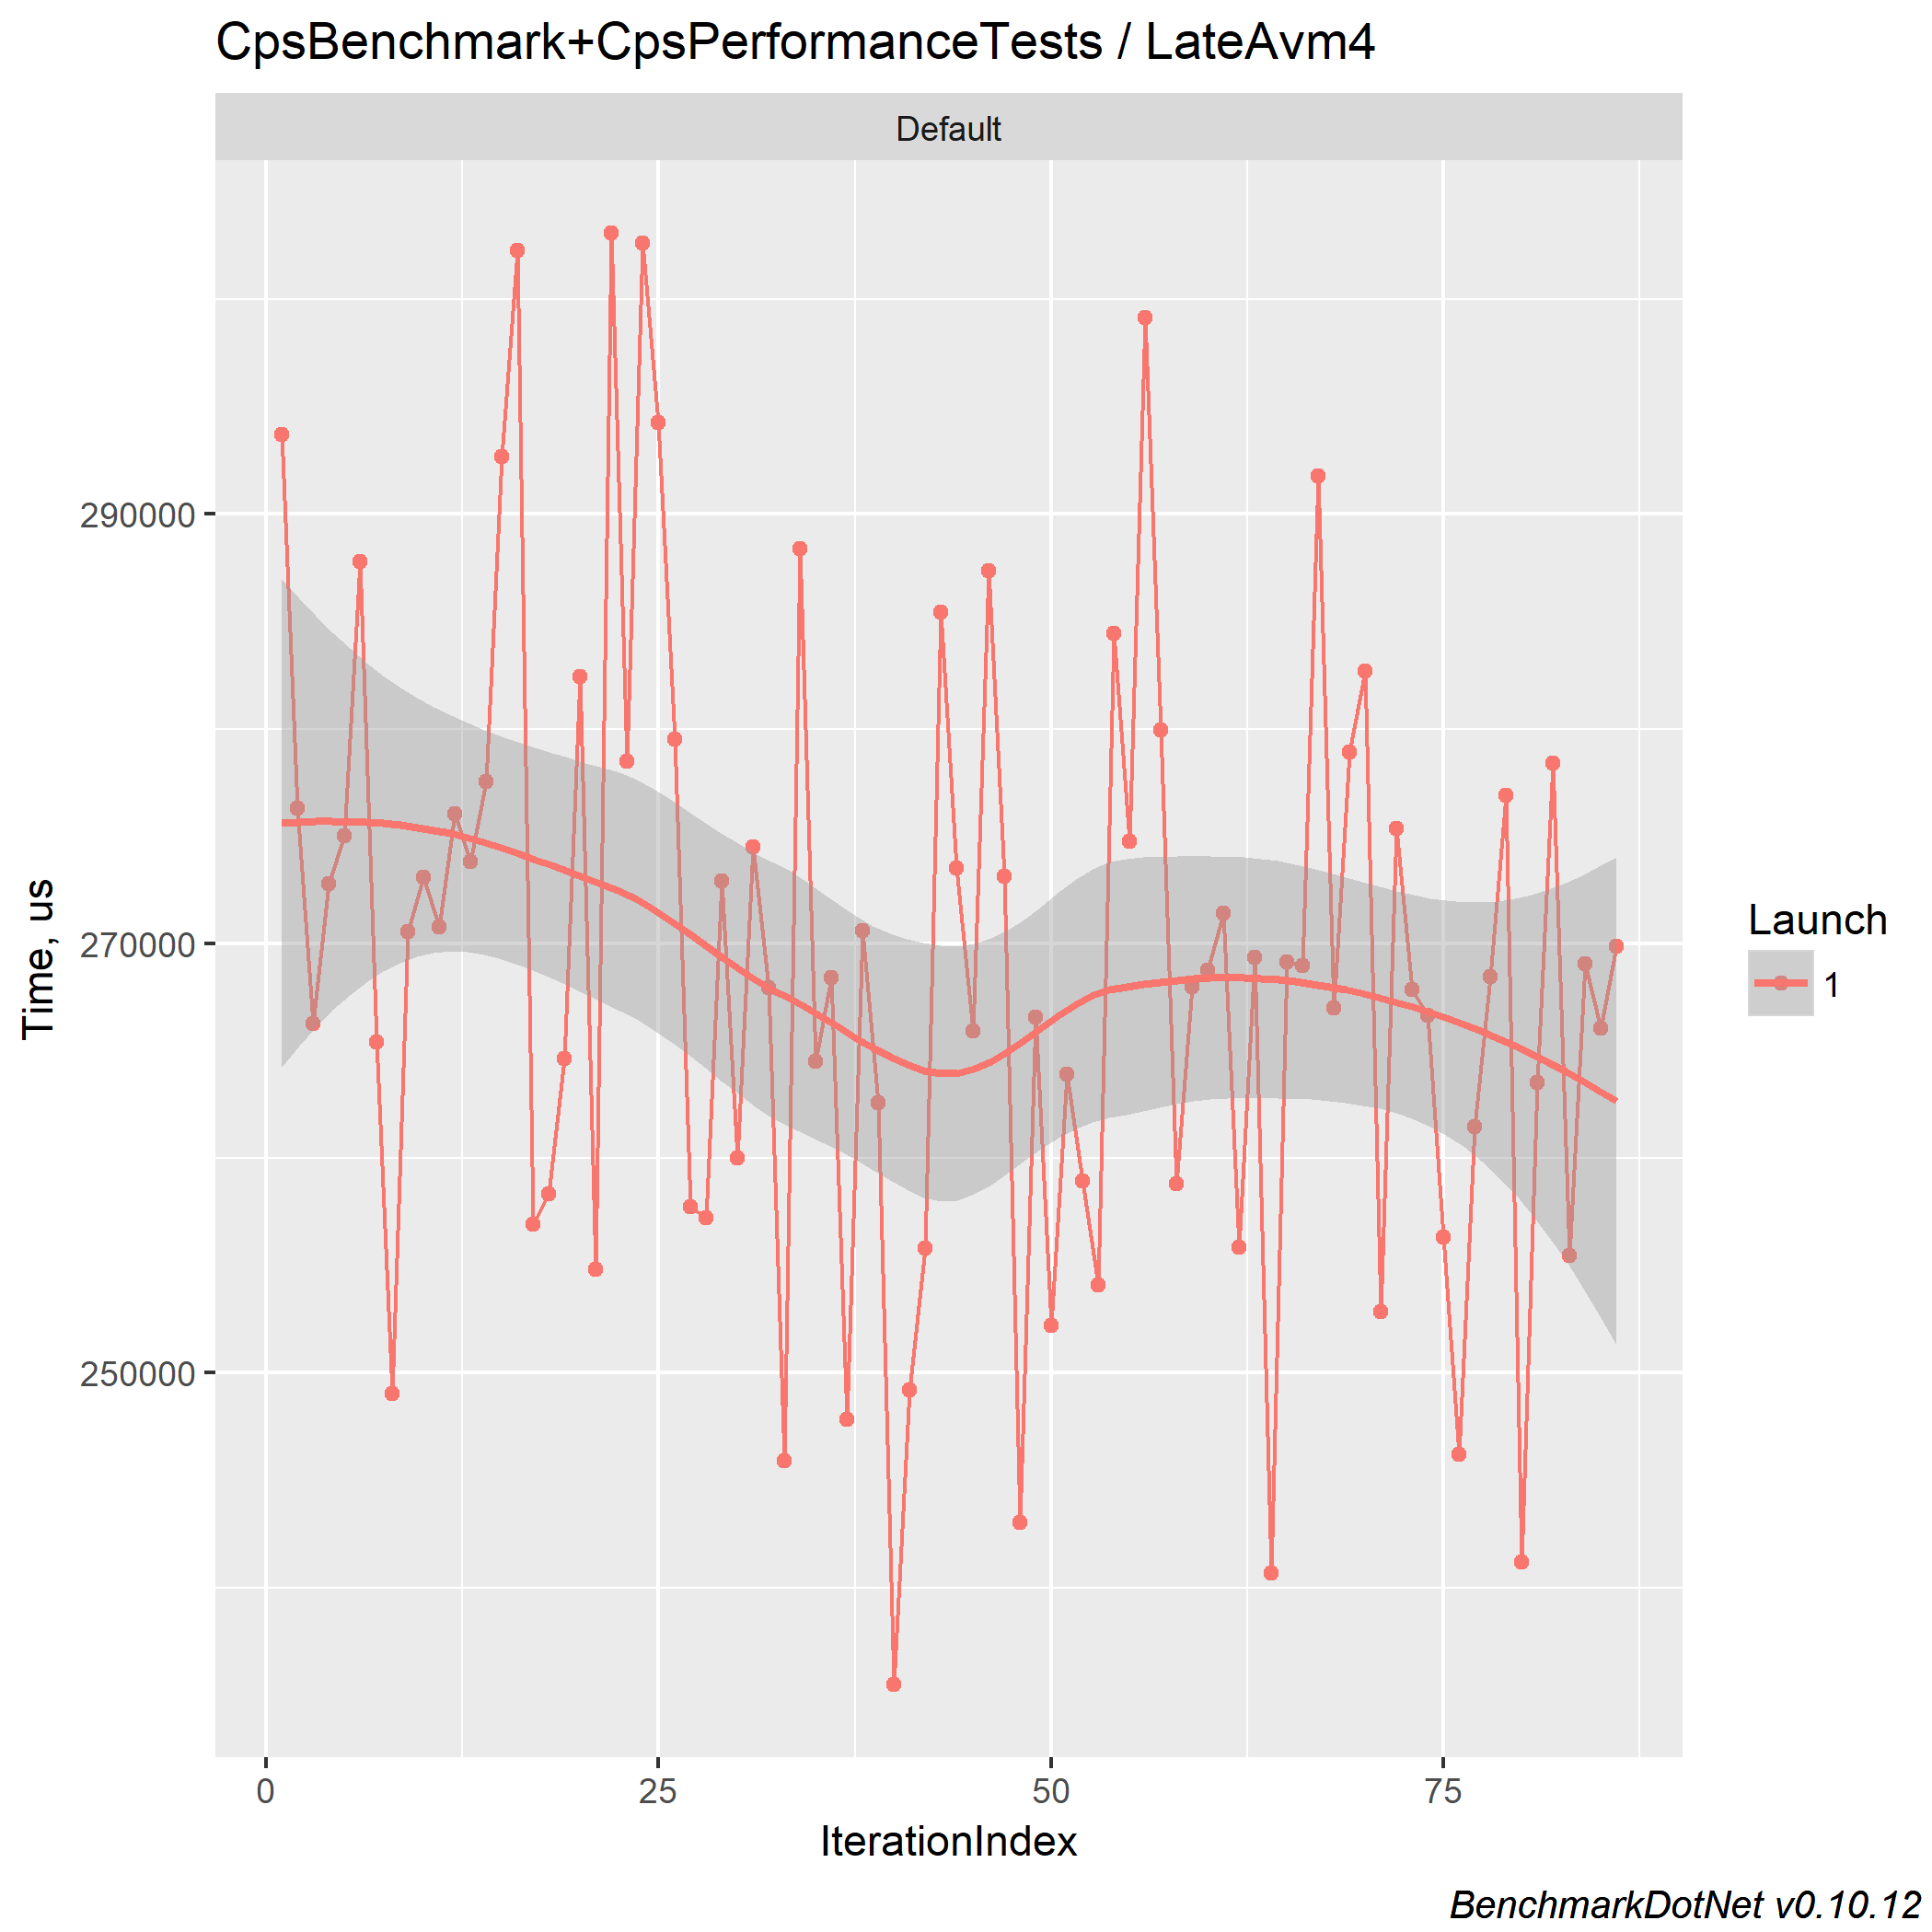 CpsBenchmark+CpsPerformanceTests / LateAvm4
Default
290000
270000
250000
Time, us
0 25 50 75
IterationIndex
Launch
1
BenchmarkDotNet v0.10.12